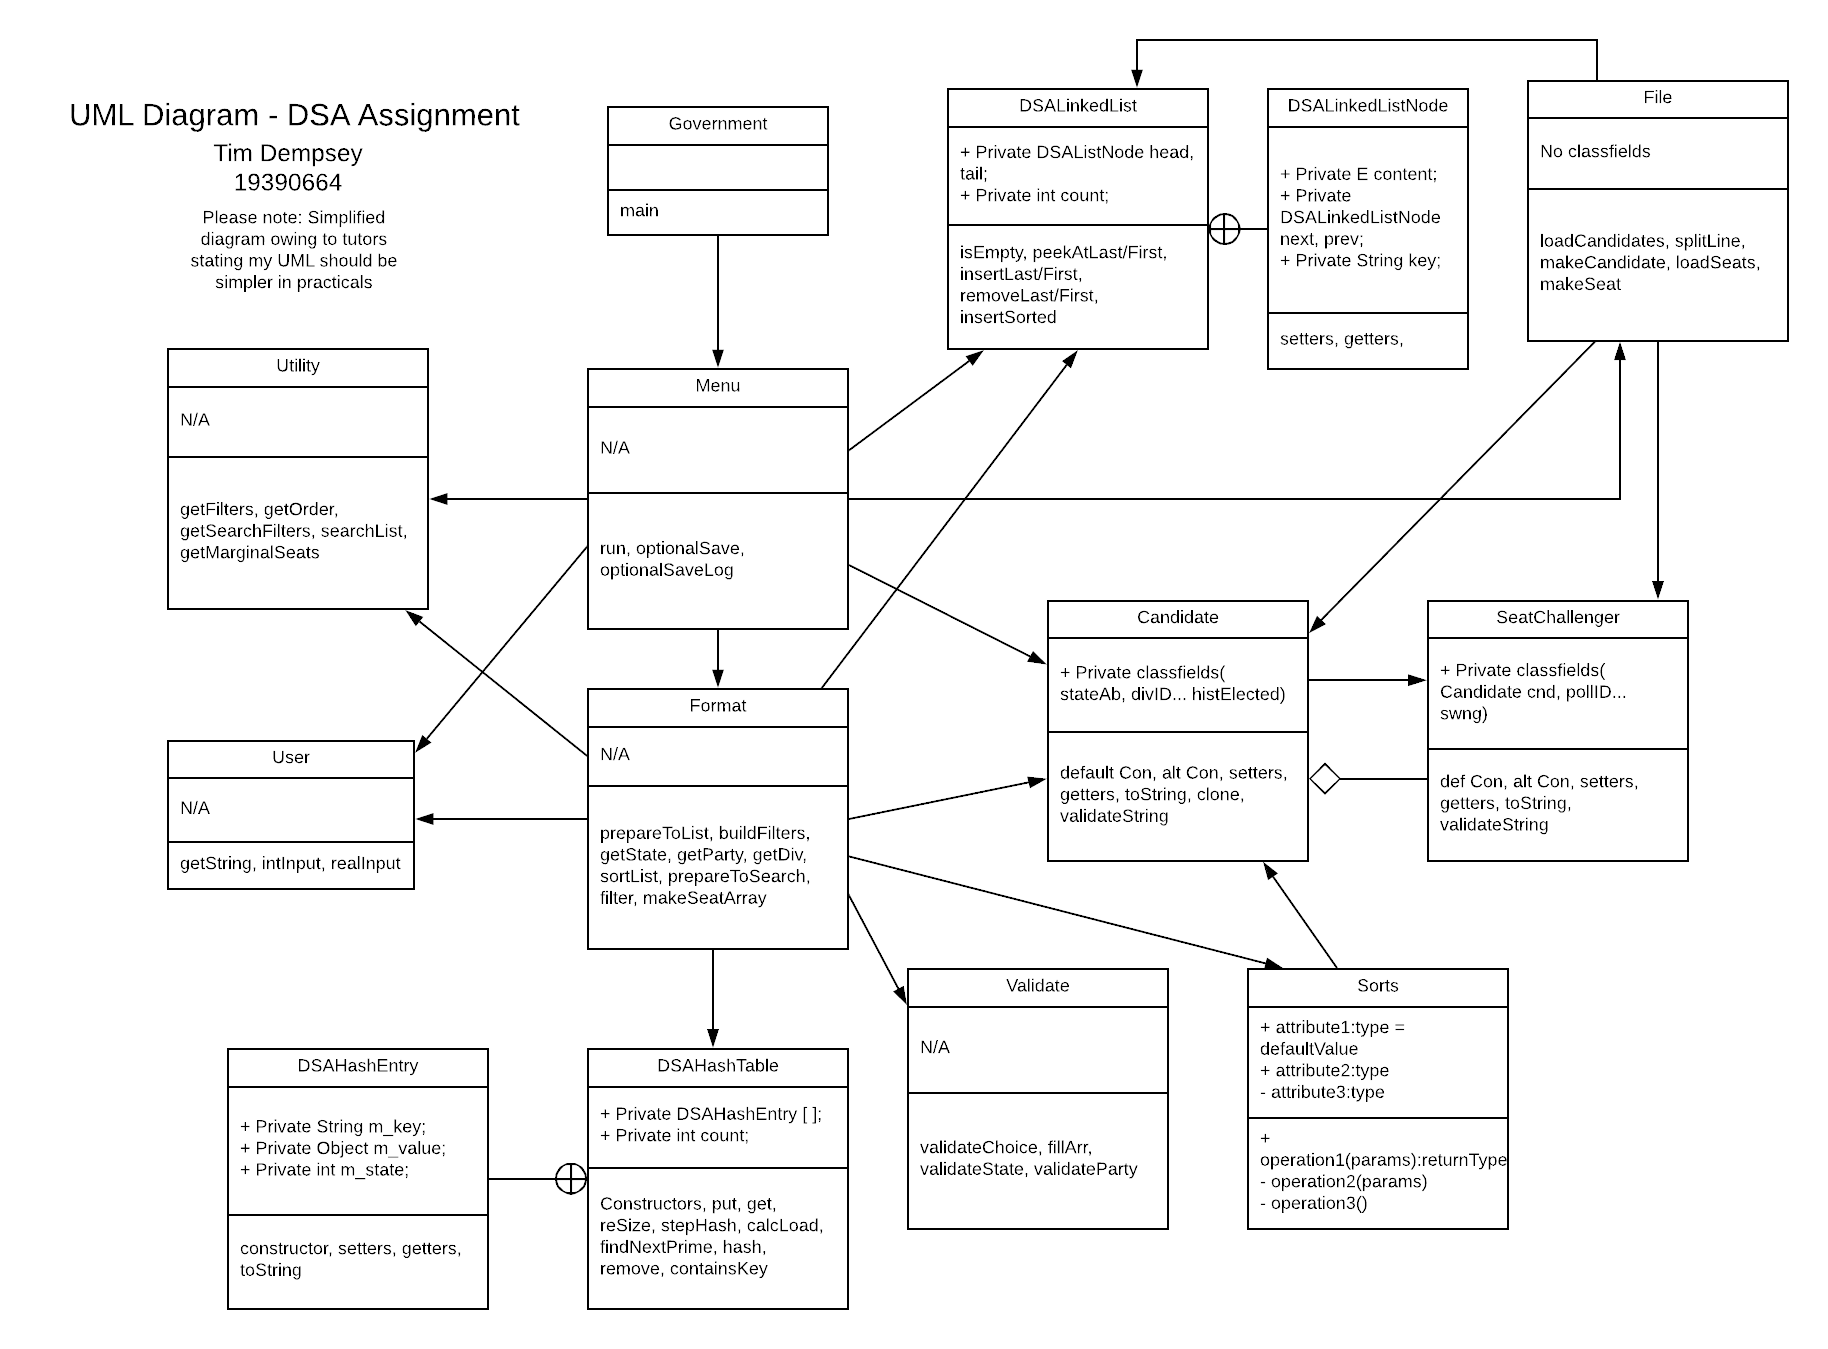 UML Diagram - DSA Assignment
Tim Dempsey
19390664
Please note: Simplified
diagram owing to tutors
stating my UML should be
simpler in practicals
Government
main
DSALinkedList
+ Private DSAListNode head,
tail;
+ Private int count;
isEmpty, peekAtLast/First,
insertLast/First,
removeLast/First,
insertSorted
DSALinkedListNode
+ Private E content;
+ Private
DSALinkedListNode
next, prev;
+ Private String key;
setters, getters,
File
No classfields
loadCandidates, splitLine,
makeCandidate, loadSeats,
makeSeat
Utility
N/A
getFilters, getOrder,
getSearchFilters, searchList,
getMarginalSeats
Menu
N/A
run, optionalSave,
optionalSaveLog
Candidate
+ Private classfields(
stateAb, divID... histElected)
default Con, alt Con, setters,
getters, toString, clone,
validateString
SeatChallenger
+ Private classfields(
Candidate cnd, pollID...
swng)
def Con, alt Con, setters,
getters, toString,
validateString
User
N/A
getString, intInput, realInput
Format
N/A
prepareToList, buildFilters,
getState, getParty, getDiv,
sortList, prepareToSearch,
filter, makeSeatArray
DSAHashEntry
+ Private String m_key;
+ Private Object m_value;
+ Private int m_state;
constructor, setters, getters,
toString
DSAHashTable
+ Private DSAHashEntry [ ];
+ Private int count;
Constructors, put, get,
reSize, stepHash, calcLoad,
findNextPrime, hash,
remove, containsKey
Validate
N/A
validateChoice, fillArr,
validateState, validateParty
Sorts
+ attribute1:type =
defaultValue
+ attribute2:type
- attribute3:type
+
operation1(params):returnType
- operation2(params)
- operation3()